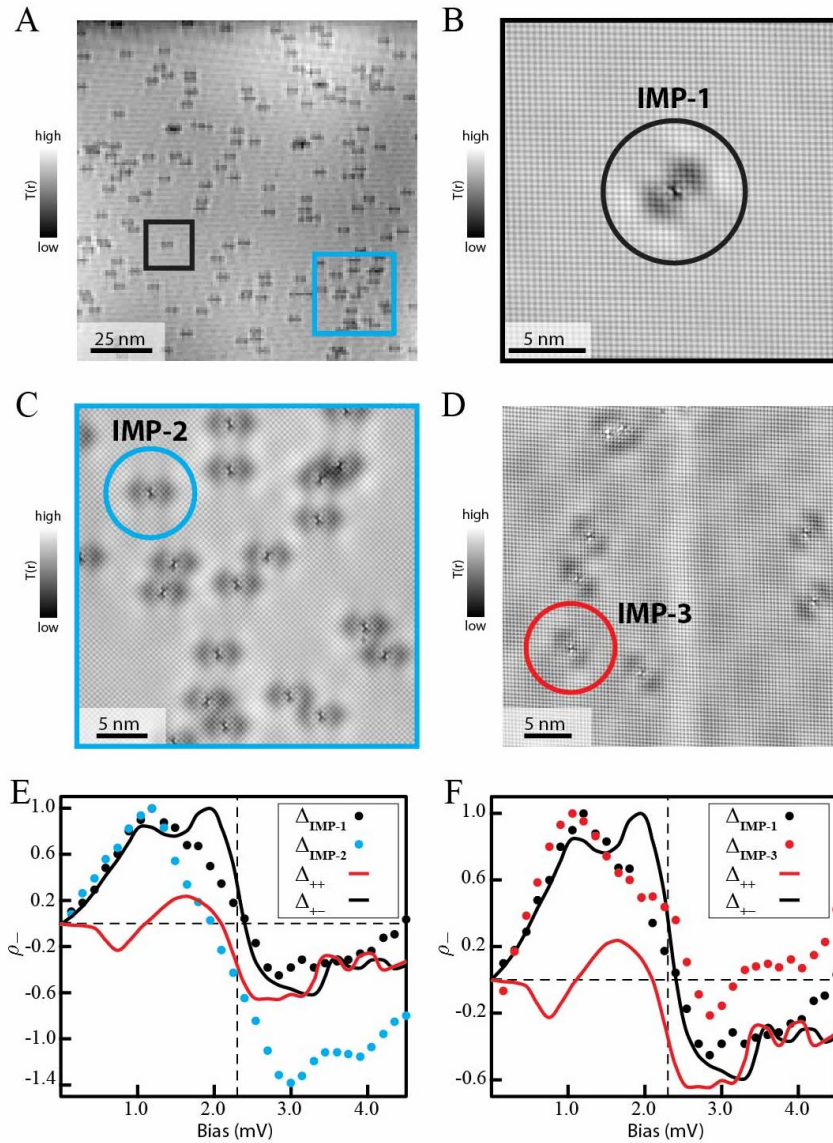 A
high
T(r)
low
25 nm
B
IMP-1
high
T(r)
low
5 nm
C
IMP-2
high
T(r)
low
5 nm
D
IMP-3
high
T(r)
low
5 nm
E
1.0
0.6
0.2
-0.2
-0.6
-1.0
-1.4
ρ−
ΔIMP-1
ΔIMP-2
Δ++
Δ+−
1.0 2.0 3.0 4.0
Bias (mV)
F
1.0
0.6
0.2
-0.2
-0.6
ρ−
ΔIMP-1
ΔIMP-3
Δ++
Δ+−
1.0 2.0 3.0 4.0
Bias (mV)